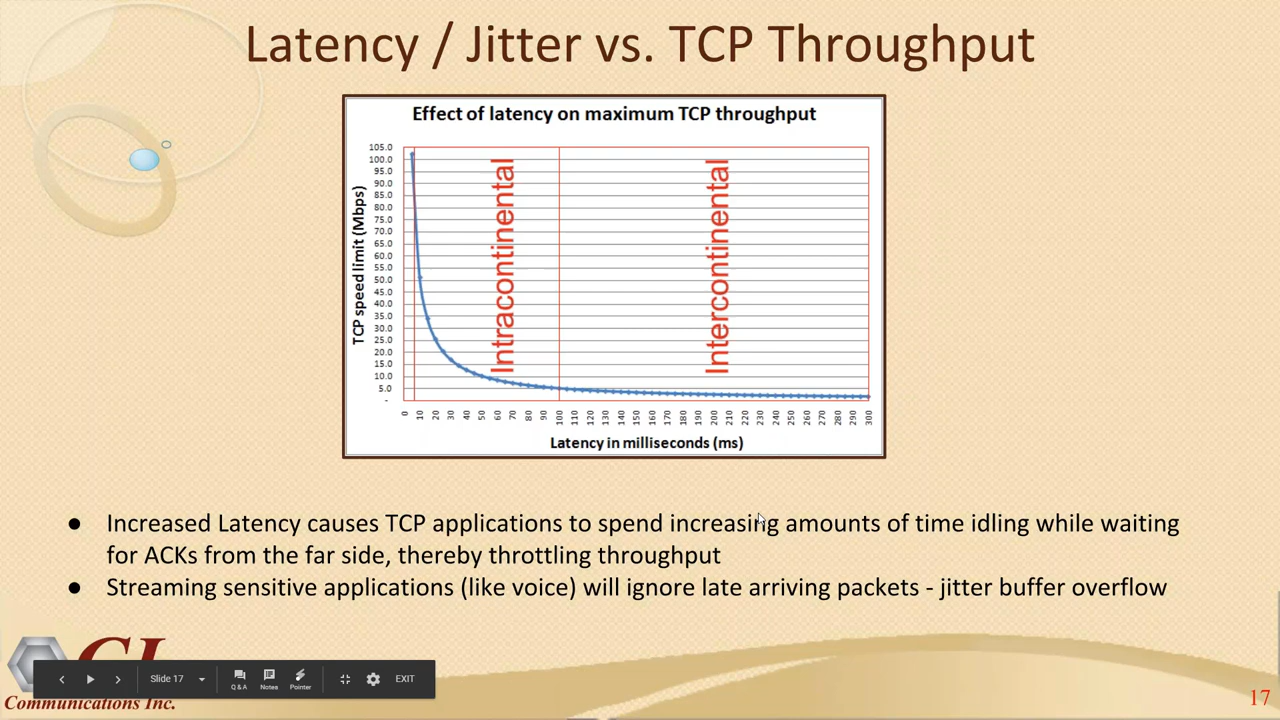 Latency / Jitter vs. TCP Throughput
Effect of latency on maximum TCP throughput
TCP speed limit (Mbps)
105.0
100.0
95.0
90.0
85.0
80.0
75.0
70.0
65.0
60.0
55.0
50.0
45.0
40.0
35.0
30.0
25.0
20.0
15.0
10.0
5.0
-
Intracontinental
Intercontinental
0 10 20 30 40 50 60 70 80 90 100 110 120 130 140 150 160 170 180 190 200 210 220 230 240 250 260 270 280 290 300
Latency in milliseconds (ms)
● Increased Latency causes TCP applications to spend increasing amounts of time idling while waiting
for ACKs from the far side, thereby throttling throughput
● Streaming sensitive applications (like voice) will ignore late arriving packets - jitter buffer overflow
Slide 17
Q & A
Notes
Pointer
EXIT
Communications Inc.
17